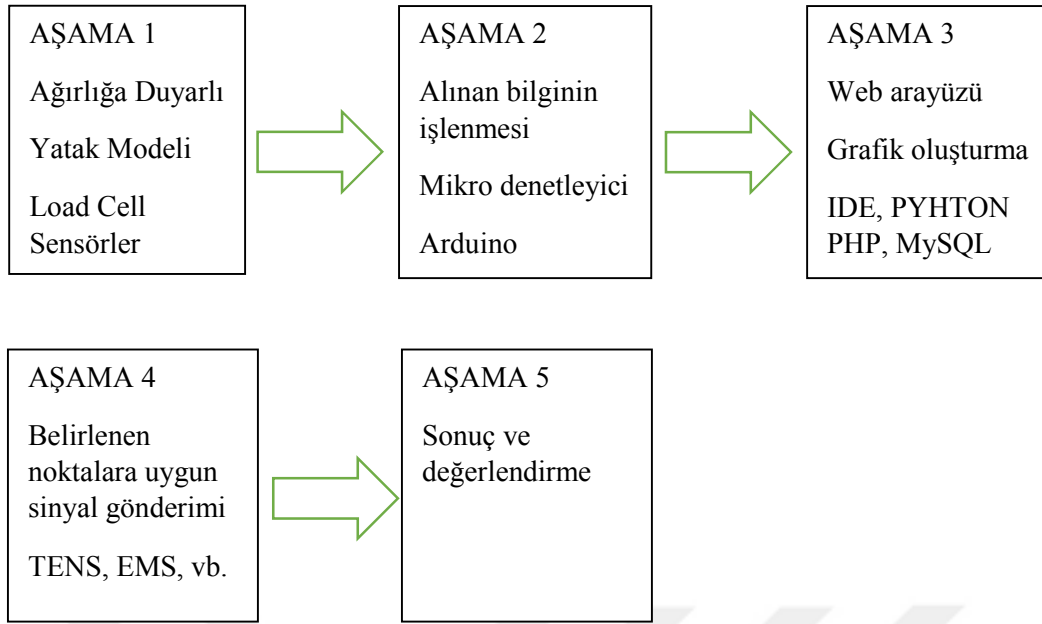 AŞAMA 1
Ağırlığa Duyarlı
Yatak Modeli
Load Cell
Sensörler
AŞAMA 2
Alınan bilginin
işlenmesi
Mikro denetleyici
Arduino
AŞAMA 3
Web arayüzü
Grafik oluşturma
IDE, PYHTON
PHP, MySQL
AŞAMA 4
Belirlenen
noktalara uygun
sinyal gönderimi
TENS, EMS, vb.
AŞAMA 5
Sonuç ve
değerlendirme